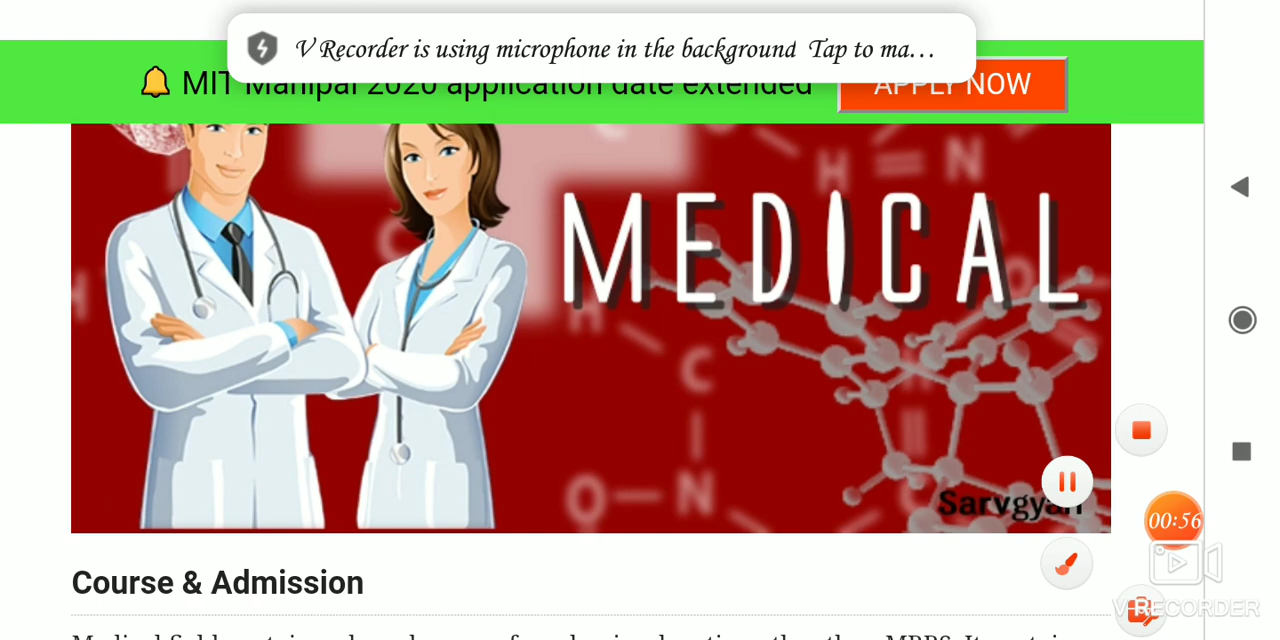 V Recorder is using microphone in the background Tap to ma...
MIT Manipal 2020 application date extended
APPLY NOW
H = N
MEDICAL
C
H
C
N
O — N
Sarvgyan
00:56
V RECORDER
Course & Admission